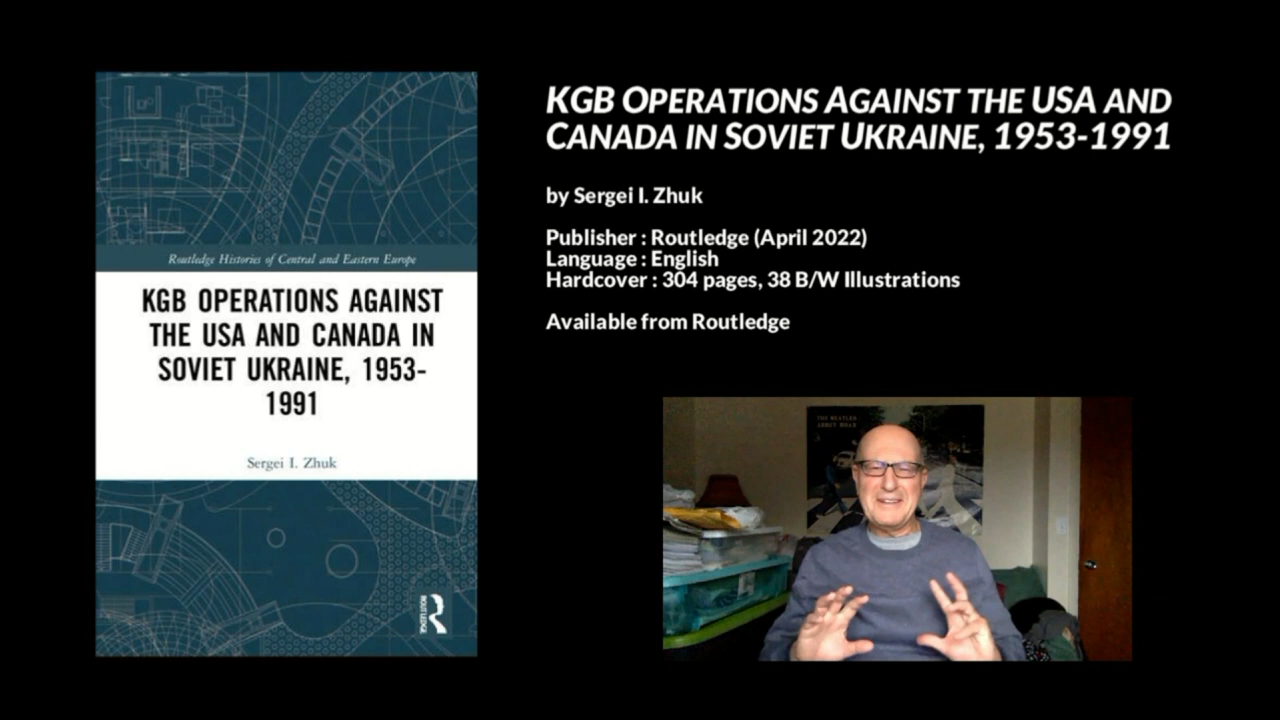 Routledge Histories of Central and Eastern Europe
KGB OPERATIONS AGAINST
THE USA AND CANADA IN
SOVIET UKRAINE, 1953-
1991
Sergei I. Zhuk
ROUTLEDGE
KGB OPERATIONS AGAINST THE USA AND
CANADA IN SOVIET UKRAINE, 1953-1991
by Sergei I. Zhuk
Publisher : Routledge (April 2022)
Language : English
Hardcover : 304 pages, 38 B/W Illustrations
Available from Routledge
THE BEATLES
ABBEY ROAD